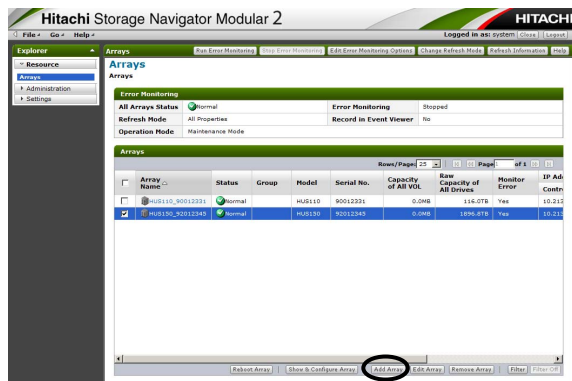 Hitachi Storage Navigator Modular 2
HITACHI
File Go Help
Logged in as: system Close Logout
Explorer
Resource
Arrays
Administration
Settings
Arrays
Run Error Monitoring Stop Error Monitoring Edit Error Monitoring Options Change Refresh Mode Refresh Information Help
Arrays
Arrays
Error Monitoring
All Arrays Status Normal Error Monitoring Stopped
Refresh Mode All Properties Record in Event Viewer No
Operation Mode Maintenance Mode
Arrays
Rows/Page: 25 Page 1 of 1
Array Name Status Group Model Serial No. Capacity of All VOL Raw Capacity of All Drives Monitor Error IP Ad
Contr
HUS110_90012331 Normal HUS110 90012331 0.0MB 116.0TB Yes 10.212
HUS150_92012345 Normal HUS150 92012345 0.0MB 1896.8TB Yes 10.212
Reboot Array Show & Configure Array Add Array Edit Array Remove Array Filter Filter Off